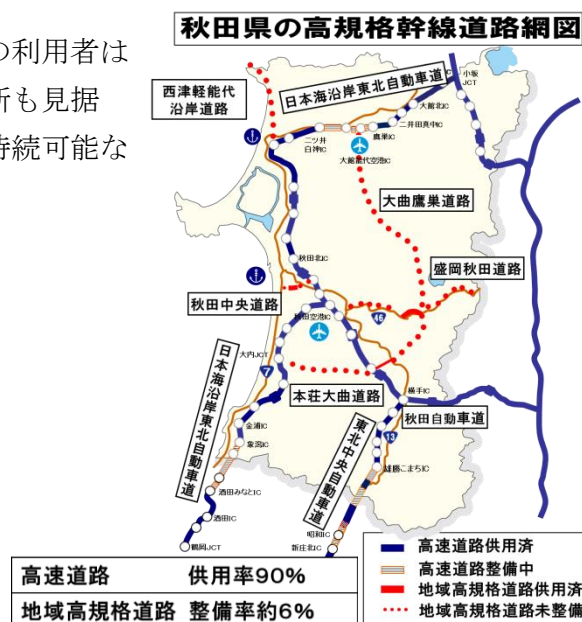 秋田県の高規格幹線道路網図
の利用者は
所も見据
持続可能な
西津軽能代
沿岸道路
日本海沿岸東北自動車道
小坂
JCT
大館北IC
二井田真中IC
鷹巣IC
二ツ井
白神IC
大館能代空港IC
大曲鷹巣道路
秋田北IC
盛岡秋田道路
秋田中央道路
46
秋田空港IC
大内JCT
7
日本海沿岸東北自動車道
本荘大曲道路
横手IC
秋田自動車道
金浦IC
象潟IC
13
東北中央自動車道
雄勝こまちIC
酒田みなとIC
酒田IC
昭和IC
鶴岡JCT
新庄北IC
高速道路 供用率90%
地域高規格道路 整備率約6%
高速道路供用済
高速道路整備中
地域高規格道路供用済
地域高規格道路未整備